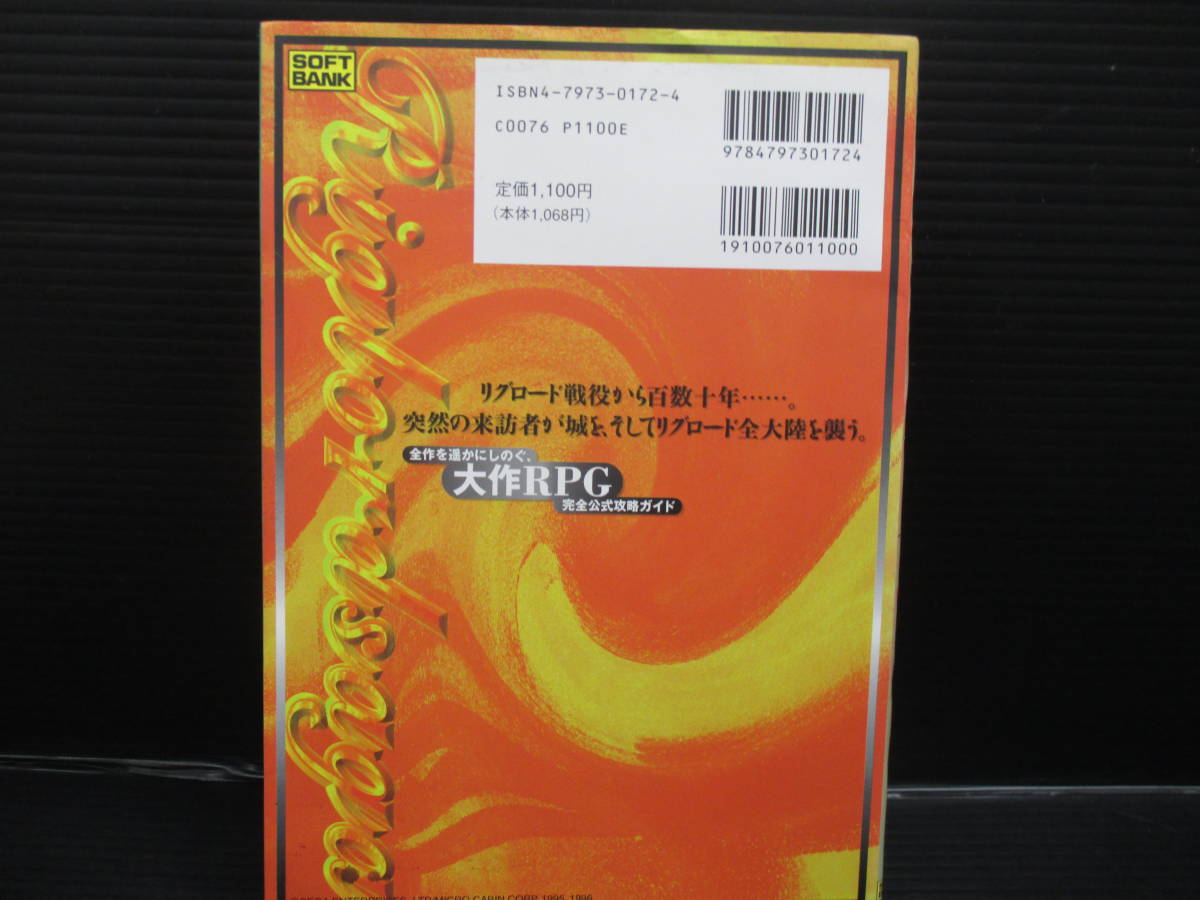 SOFT
BANK
ISBN4-7973-0172-4
C0076 P1100E
9784797301724
定価1,100円
（本体1,068円）
1910076011000
Riglordsaga
リグロード戦役から百数十年……。
突然の来訪者が城を、そしてリグロード全大陸を襲う。
全作を遥かにしのぐ、
大作RPG
完全公式攻略ガイド